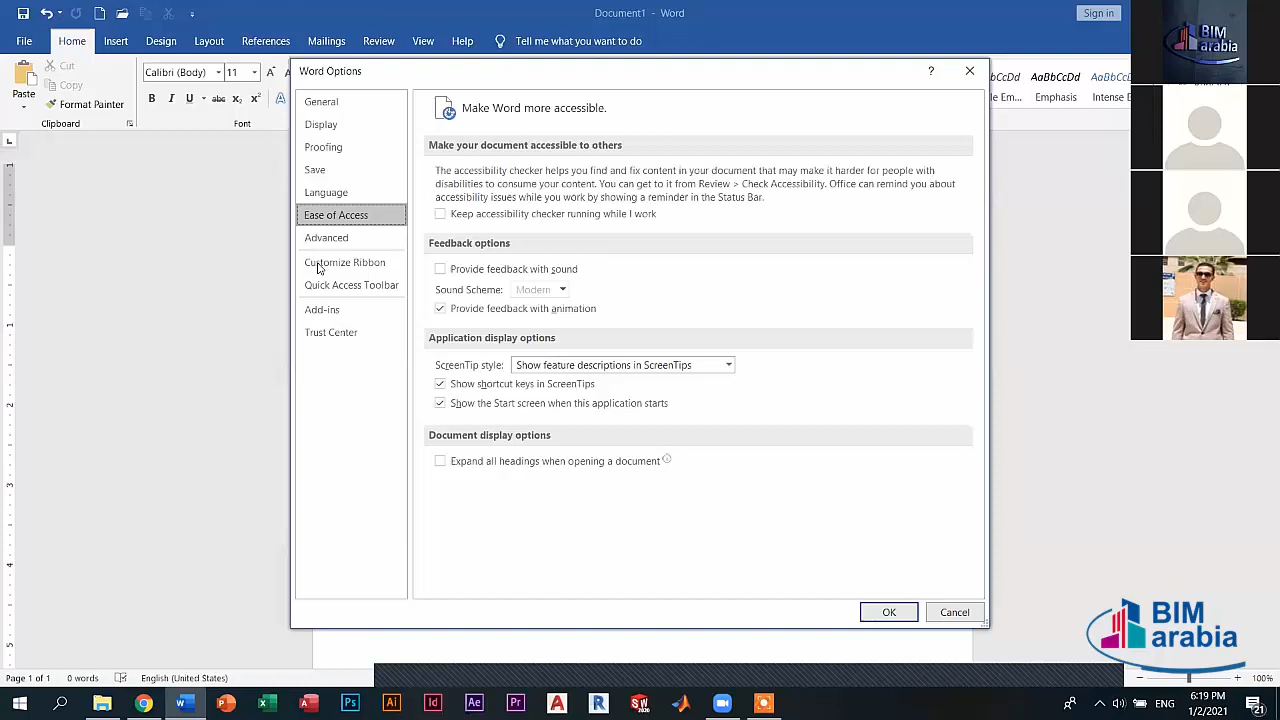 Document1 - Word
Sign in
File Home Insert Design Layout References Mailings Review View Help Tell me what you want to do
Cut
Copy
Paste
Format Painter
Clipboard
Calibri (Body) 11
B I U abc X₂ X²
Font
AaBbCcDd AaBbCcDd
le Em... Emphasis Intense E
Word Options
General
Display
Proofing
Save
Language
Ease of Access
Advanced
Customize Ribbon
Quick Access Toolbar
Add-ins
Trust Center
Make Word more accessible.
Make your document accessible to others
The accessibility checker helps you find and fix content in your document that may make it harder for people with
disabilities to consume your content. You can get to it from Review > Check Accessibility. Office can remind you about
accessibility issues while you work by showing a reminder in the Status Bar.
Keep accessibility checker running while I work
Feedback options
Provide feedback with sound
Sound Scheme: Modern
Provide feedback with animation
Application display options
ScreenTip style: Show feature descriptions in ScreenTips
Show shortcut keys in ScreenTips
Show the Start screen when this application starts
Document display options
Expand all headings when opening a document
OK Cancel
BIM
arabia
BIM
arabia
Page 1 of 1 0 words English (United States)
100%
ENG
6:19 PM
1/2/2021
21